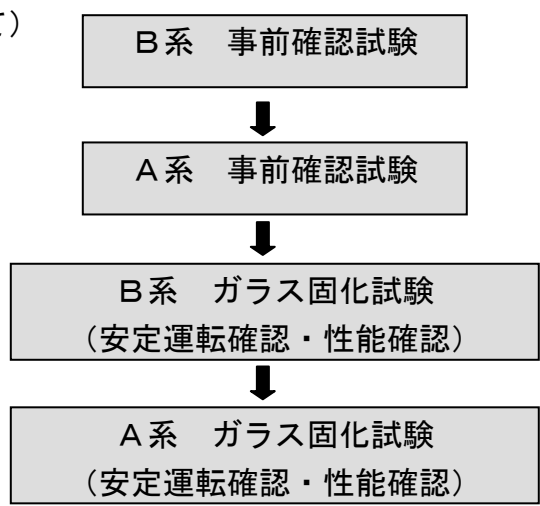 て）
Ｂ系　事前確認試験
Ａ系　事前確認試験
Ｂ系　ガラス固化試験
（安定運転確認・性能確認）
Ａ系　ガラス固化試験
（安定運転確認・性能確認）